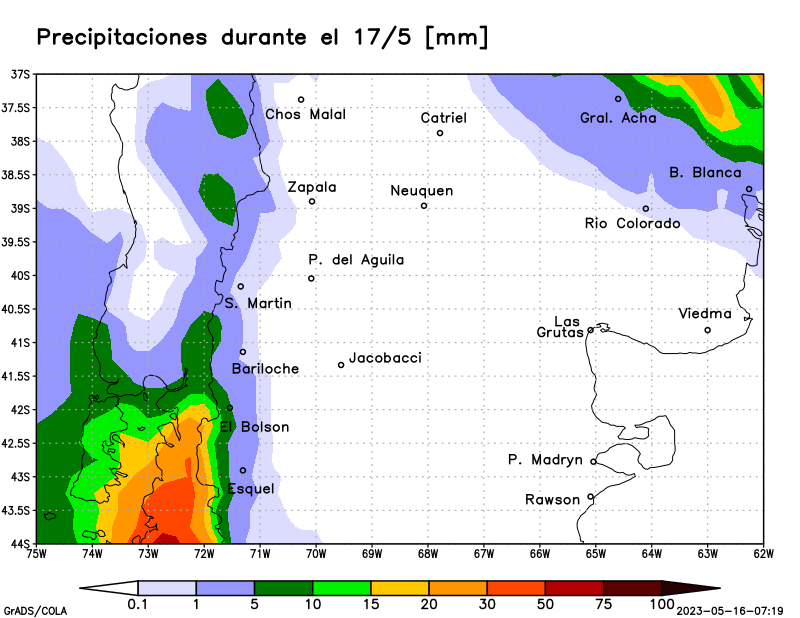 Precipitaciones durante el 17/5 [mm]
37S
37.5S
38S
38.5S
39S
39.5S
40S
40.5S
41S
41.5S
42S
42.5S
43S
43.5S
44S
Chos Malal
Catriel
Gral. Acha
B. Blanca
Zapala
Neuquen
Rio Colorado
P. del Aguila
S. Martin
Viedma
Las
Grutas
Bariloche
Jacobacci
El Bolson
P. Madryn
Esquel
Rawson
75W 74W 73W 72W 71W 70W 69W 68W 67W 66W 65W 64W 63W 62W
0.1 1 5 10 15 20 30 50 75 100
GrADS/COLA
2023-05-16-07:19